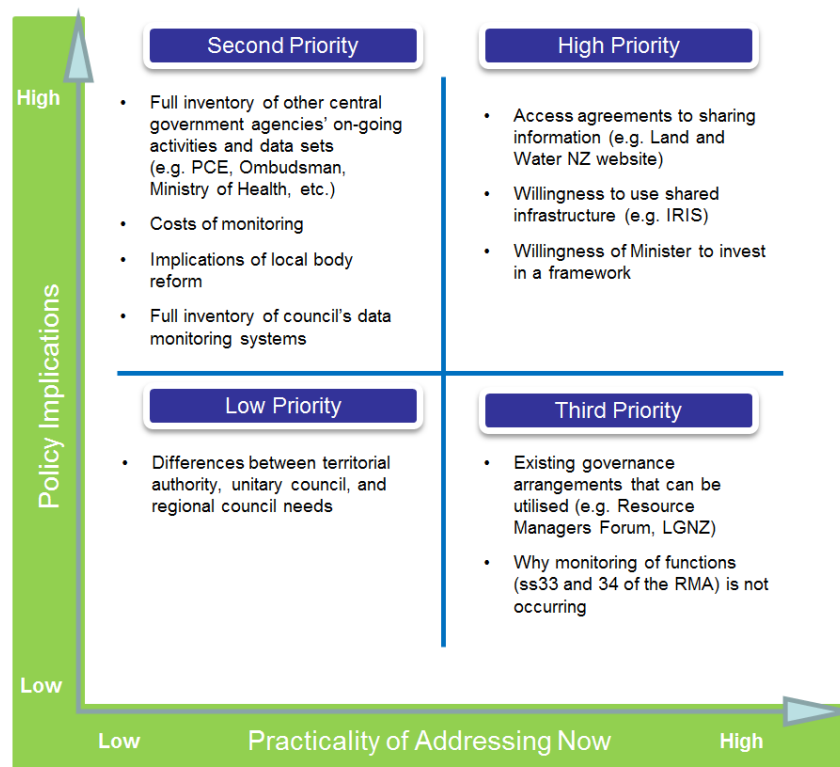 Second Priority
High Priority
High
• Full inventory of other central
government agencies' on-going
activities and data sets
(e.g. PCE, Ombudsman,
Ministry of Health, etc.)
• Costs of monitoring
• Implications of local body
reform
• Full inventory of council's data
monitoring systems
• Access agreements to sharing
information (e.g. Land and
Water NZ website)
• Willingness to use shared
infrastructure (e.g. IRIS)
• Willingness of Minister to invest
in a framework
Policy Implications
Low Priority
Third Priority
• Differences between territorial
authority, unitary council, and
regional council needs
• Existing governance
arrangements that can be
utilised (e.g. Resource
Managers Forum, LGNZ)
• Why monitoring of functions
(ss33 and 34 of the RMA) is not
occurring
Low
Low
Practicality of Addressing Now
High